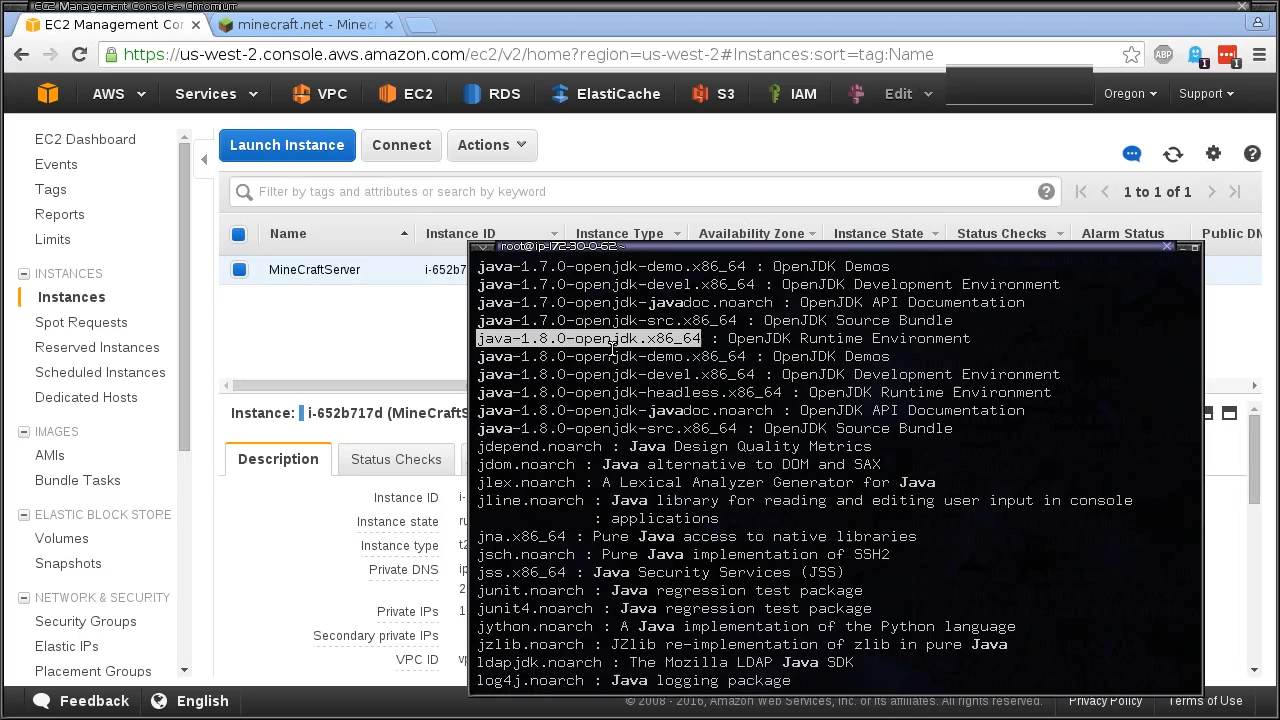 EC2 Management Console - Chromium
EC2 Management Con
minecraft.net - Minec
https://us-west-2.console.aws.amazon.com/ec2/v2/home?region=us-west-2#Instances:sort=tag:Name
ABP
1
1
AWS
Services
VPC
EC2
RDS
ElastiCache
S3
IAM
Edit
Oregon
Support
EC2 Dashboard
Events
Tags
Reports
Limits
INSTANCES
Instances
Spot Requests
Reserved Instances
Scheduled Instances
Dedicated Hosts
IMAGES
AMIs
Bundle Tasks
ELASTIC BLOCK STORE
Volumes
Snapshots
NETWORK & SECURITY
Security Groups
Elastic IPs
Placement Groups
Launch Instance
Connect
Actions
Filter by tags and attributes or search by keyword
1 to 1 of 1
Name
Instance ID
Instance Type
Availability Zone
Instance State
Status Checks
Alarm Status
Public DN
MineCraftServer
i-652b7
Instance: i-652b717d (MineCraftS
Description
Status Checks
Instance ID
i-
Instance state
ru
Instance type
t2
Private DNS
ip
2
Private IPs
1
Secondary private IPs
VPC ID
vp
root@ip-172-30-0-62:~
java-1.7.0-openjdk-demo.x86_64 : OpenJDK Demos
java-1.7.0-openjdk-devel.x86_64 : OpenJDK Development Environment
java-1.7.0-openjdk-javadoc.noarch : OpenJDK API Documentation
java-1.7.0-openjdk-src.x86_64 : OpenJDK Source Bundle
java-1.8.0-openjdk.x86_64 : OpenJDK Runtime Environment
java-1.8.0-openjdk-demo.x86_64 : OpenJDK Demos
java-1.8.0-openjdk-devel.x86_64 : OpenJDK Development Environment
java-1.8.0-openjdk-headless.x86_64 : OpenJDK Runtime Environment
java-1.8.0-openjdk-javadoc.noarch : OpenJDK API Documentation
java-1.8.0-openjdk-src.x86_64 : OpenJDK Source Bundle
jdepend.noarch : Java Design Quality Metrics
jdom.noarch : Java alternative to DOM and SAX
jlex.noarch : A Lexical Analyzer Generator for Java
jline.noarch : Java library for reading and editing user input in console
: applications
jna.x86_64 : Pure Java access to native libraries
jsch.noarch : Pure Java implementation of SSH2
jss.x86_64 : Java Security Services (JSS)
junit.noarch : Java regression test package
junit4.noarch : Java regression test package
jython.noarch : A Java implementation of the Python language
jzlib.noarch : JZlib re-implementation of zlib in pure Java
ldapjdk.noarch : The Mozilla LDAP Java SDK
log4j.noarch : Java logging package
Feedback
English
© 2008 - 2016, Amazon Web Services, Inc. or its affiliates. All rights reserved.
Privacy Policy
Terms of Use